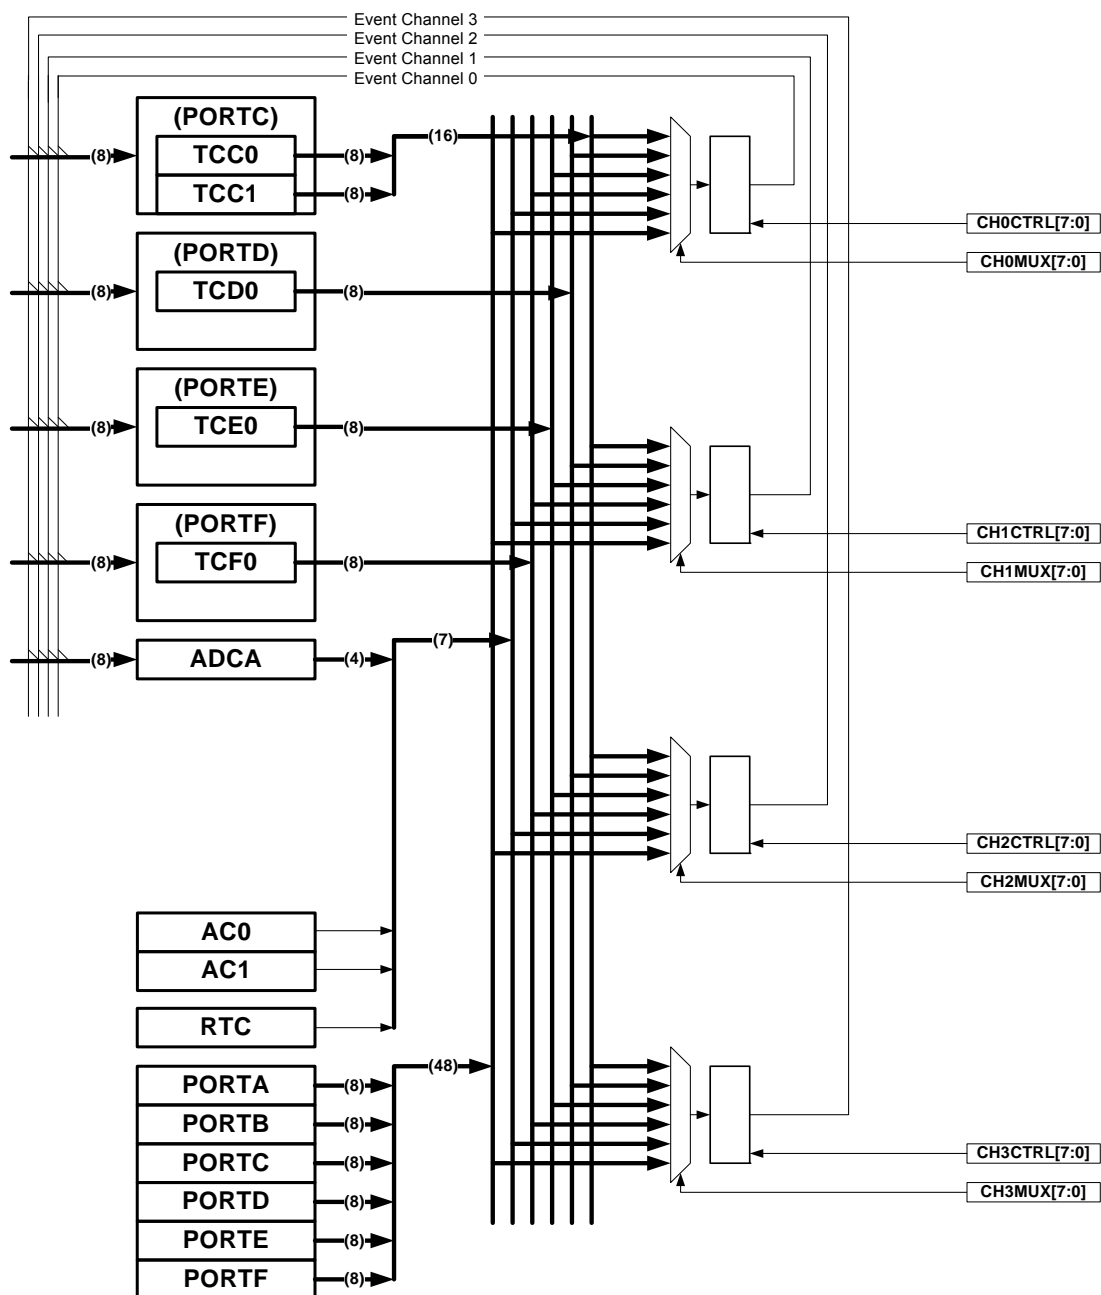 Event Channel 3
Event Channel 2
Event Channel 1
Event Channel 0
(PORTC)
(16)
(8) TCC0 (8)
TCC1 (8)
CH0CTRL[7:0]
(PORTD)
CH0MUX[7:0]
(8) TCD0 (8)
(PORTE)
(8) TCE0 (8)
(PORTF)
CH1CTRL[7:0]
(8) TCF0 (8)
CH1MUX[7:0]
(7)
(8) ADCA (4)
CH2CTRL[7:0]
CH2MUX[7:0]
AC0
AC1
RTC
(48)
PORTA (8)
PORTB (8)
CH3CTRL[7:0]
PORTC (8)
CH3MUX[7:0]
PORTD (8)
PORTE (8)
PORTF (8)